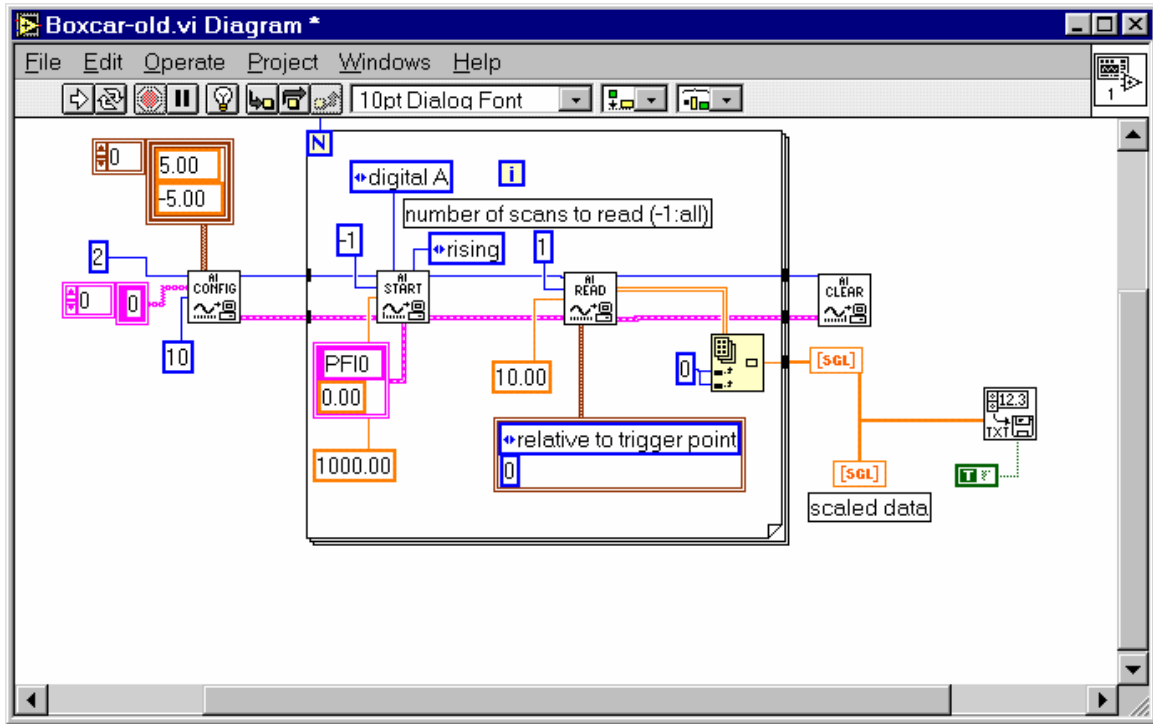 Boxcar-old.vi Diagram *
File Edit Operate Project Windows Help
10pt Dialog Font
1
N
0
5.00
-5.00
digital A
i
number of scans to read (-1:all)
-1
rising
1
2
AI CONFIG
AI START
AI READ
AI CLEAR
0
0
10
PFI0
0.00
10.00
0
[SGL]
12.3
TXT
relative to trigger point
0
1000.00
[SGL]
T
scaled data